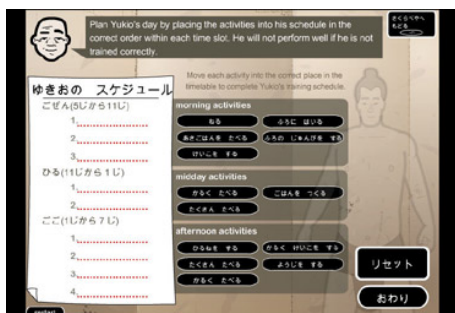 Plan Yukio's day by placing the activities into his schedule in the
correct order within each time slot. He will not perform well if he is not
trained correctly.
さくらべやへ
もどる
Move each activity into the correct place in the
timetable to complete Yukio's training schedule.
ゆきおの スケジュール
ごぜん(5じから11じ)
1.
2.
3.
ひる(11じから1じ)
1.
2.
ごご(1じから7じ)
1.
2.
3.
4.
morning activities
ねる
ふろに はいる
あさごはんを たべる
ふろの じゅんびを する
けいこを する
midday activities
かるく たべる
ごはんを つくる
たくさん たべる
afternoon activities
ひるねを する
かるく けいこを する
たくさん たべる
ようじを する
かるく たべる
リセット
おわり